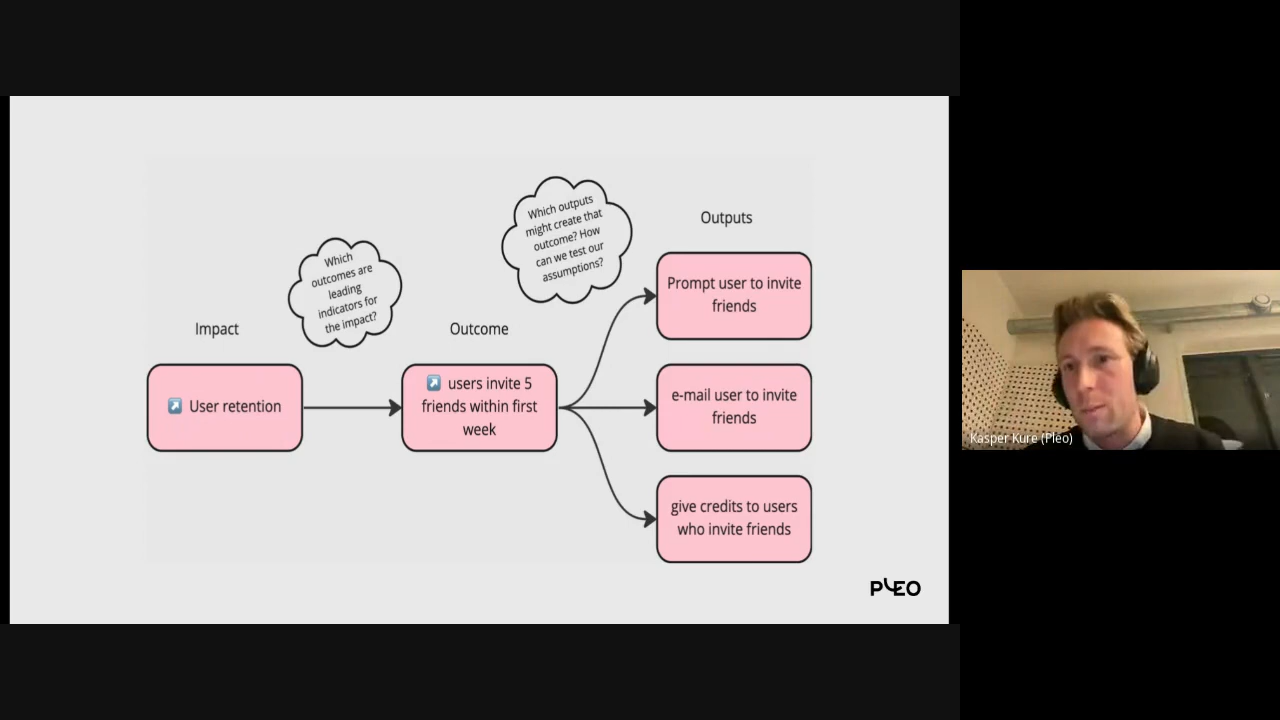 Impact
↗ User retention
Which
outcomes are
leading
indicators for
the impact?
Outcome
↗ users invite 5
friends within first
week
Which outputs
might create that
outcome? How
can we test our
assumptions?
Outputs
Prompt user to invite
friends
e-mail user to invite
friends
give credits to users
who invite friends
PLEO
Kasper Kure (Pleo)